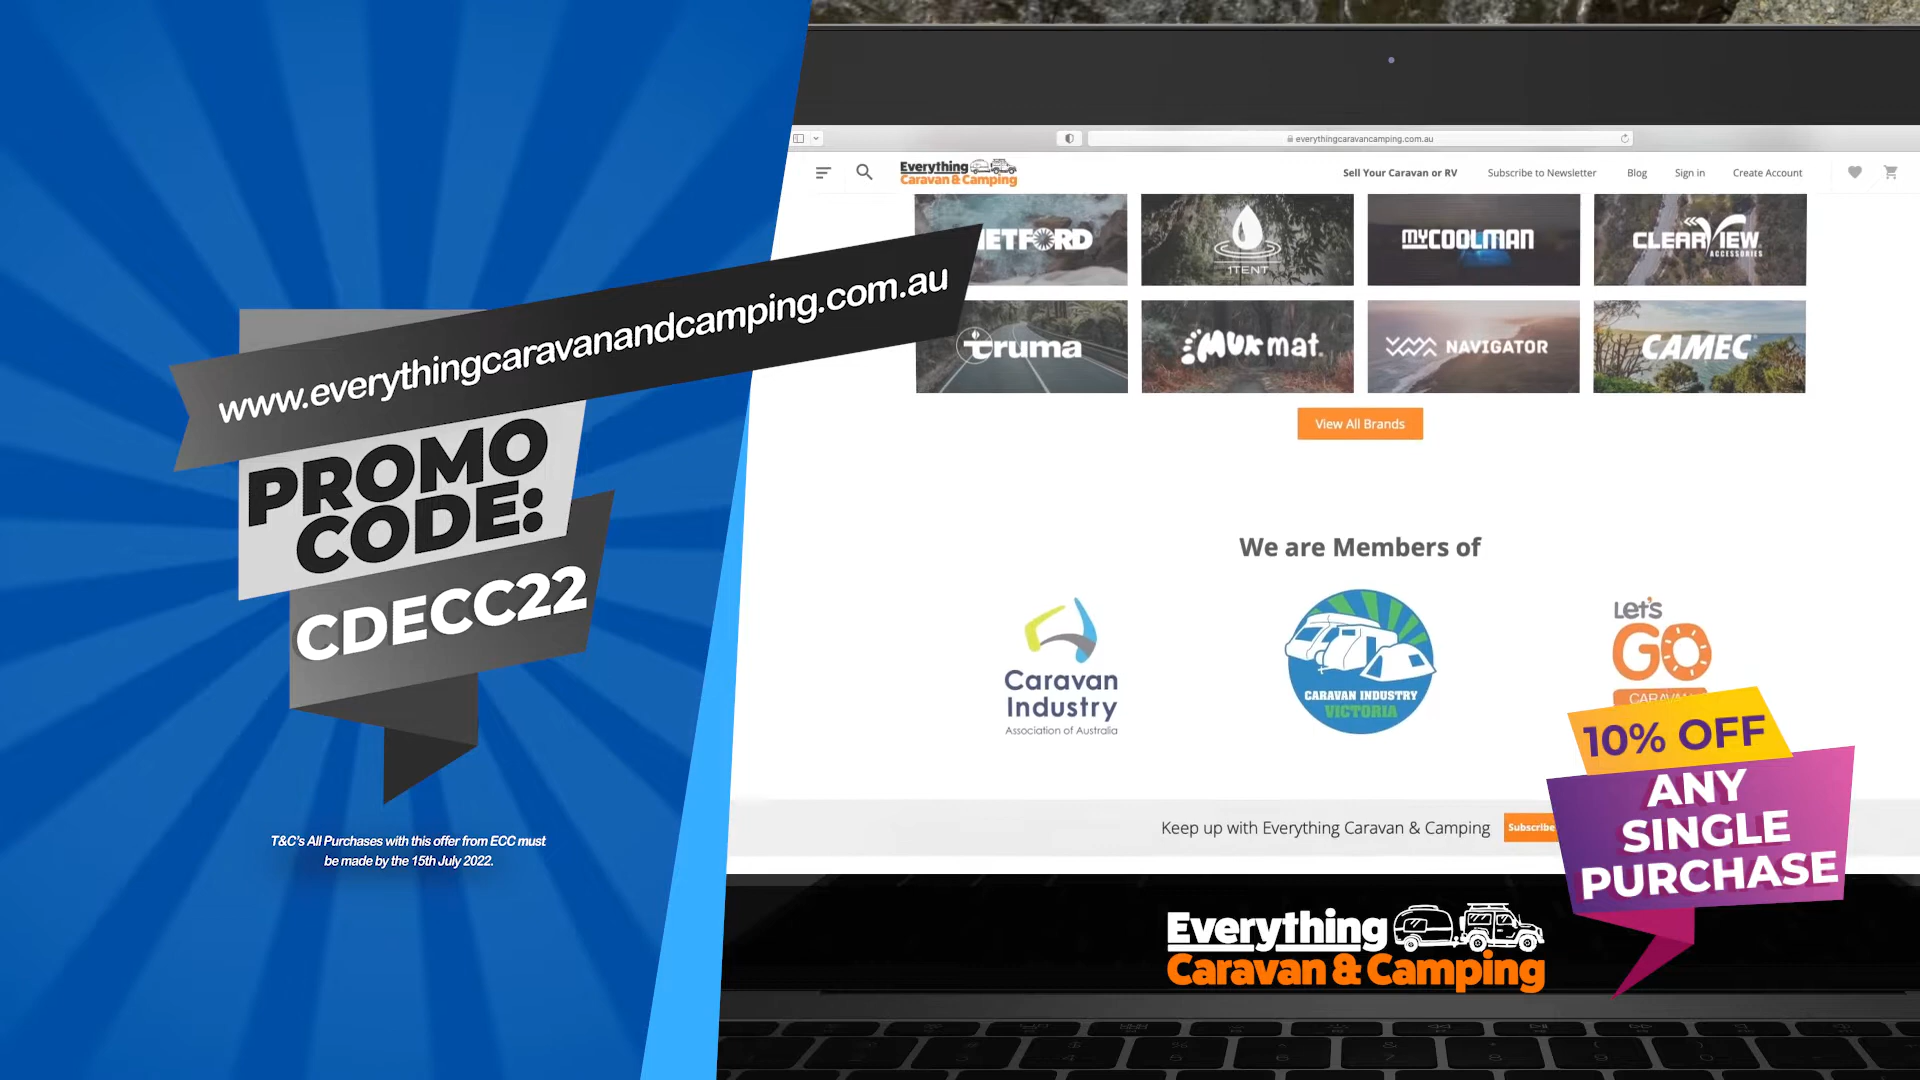 www.everythingcaravanandcamping.com.au
PROMO
CODE:
CDECC22
T&C's All Purchases with this offer from ECC must
be made by the 15th July 2022.
everythingcaravancamping.com.au
Everything
Caravan & Camping
Sell Your Caravan or RV
Subscribe to Newsletter
Blog
Sign in
Create Account
ETFORD
1TENT
MYCOOLMAN
CLEARVIEW
ACCESSORIES
truma
MUK mat.
NAVIGATOR
CAMEC
View All Brands
We are Members of
Caravan
Industry
Association of Australia
CARAVAN INDUSTRY
VICTORIA
Let's
GO
10% OFF
ANY
SINGLE
PURCHASE
Keep up with Everything Caravan & Camping
Subscribe
Everything
Caravan & Camping